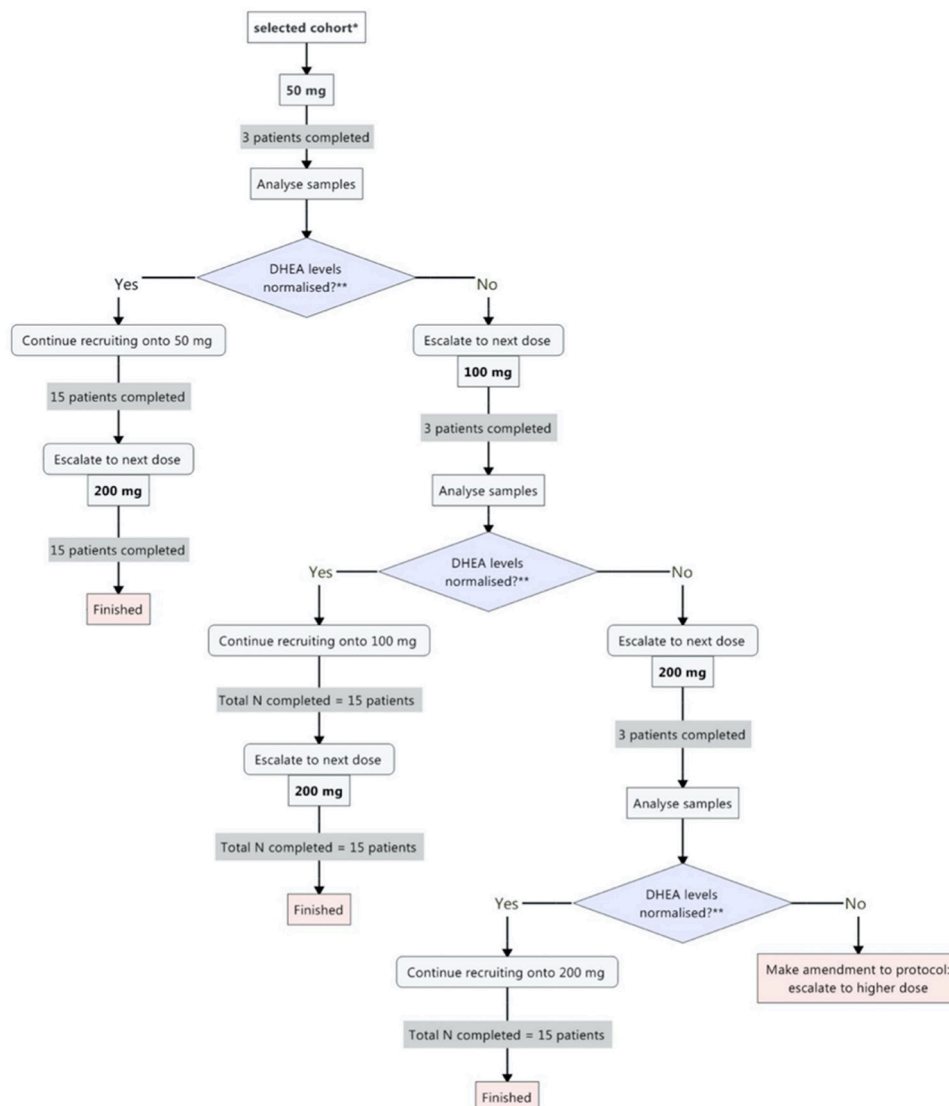 selected cohort*
50 mg
3 patients completed
Analyse samples
DHEA levels
normalised?**
Yes
No
Continue recruiting onto 50 mg
15 patients completed
Escalate to next dose
200 mg
15 patients completed
Finished
Escalate to next dose
100 mg
3 patients completed
Analyse samples
DHEA levels
normalised?**
Yes
No
Continue recruiting onto 100 mg
Total N completed = 15 patients
Escalate to next dose
200 mg
Total N completed = 15 patients
Finished
Escalate to next dose
200 mg
3 patients completed
Analyse samples
DHEA levels
normalised?**
Yes
No
Continue recruiting onto 200 mg
Total N completed = 15 patients
Finished
Make amendment to protocol:
escalate to higher dose